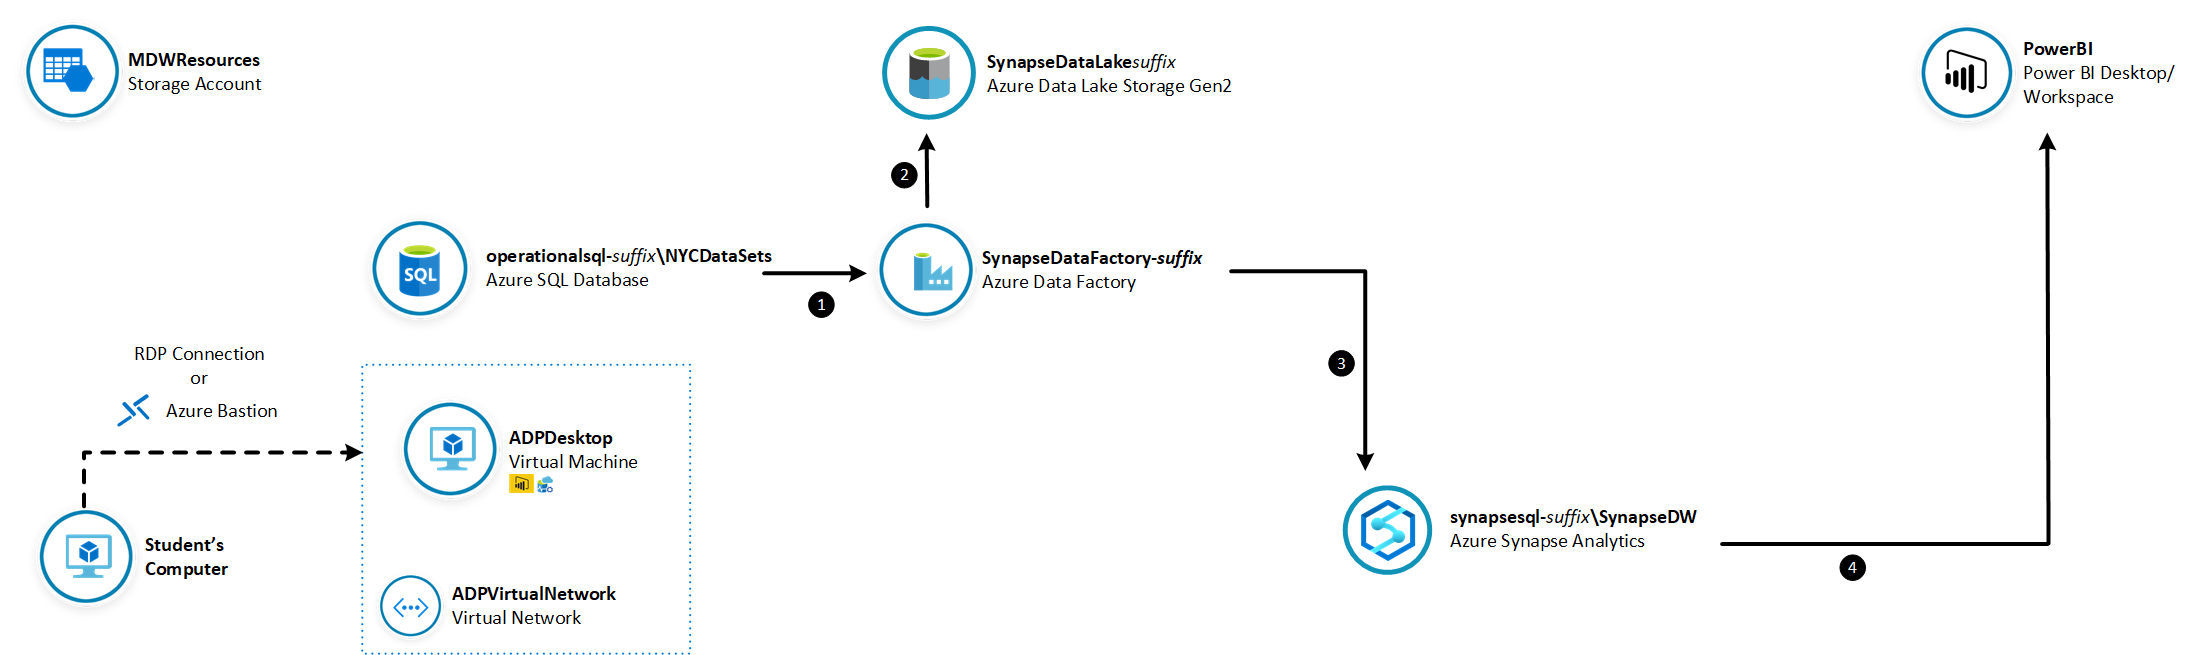 MDWResources
Storage Account
SynapseDataLakesuffix
Azure Data Lake Storage Gen2
PowerBI
Power BI Desktop/
Workspace
2
operationalsql-suffix\NYCDataSets
Azure SQL Database
1
SynapseDataFactory-suffix
Azure Data Factory
SQL
RDP Connection
or
Azure Bastion
3
ADPDesktop
Virtual Machine
Student’s
Computer
ADPVirtualNetwork
Virtual Network
synapsesql-suffix\SynapseDW
Azure Synapse Analytics
4